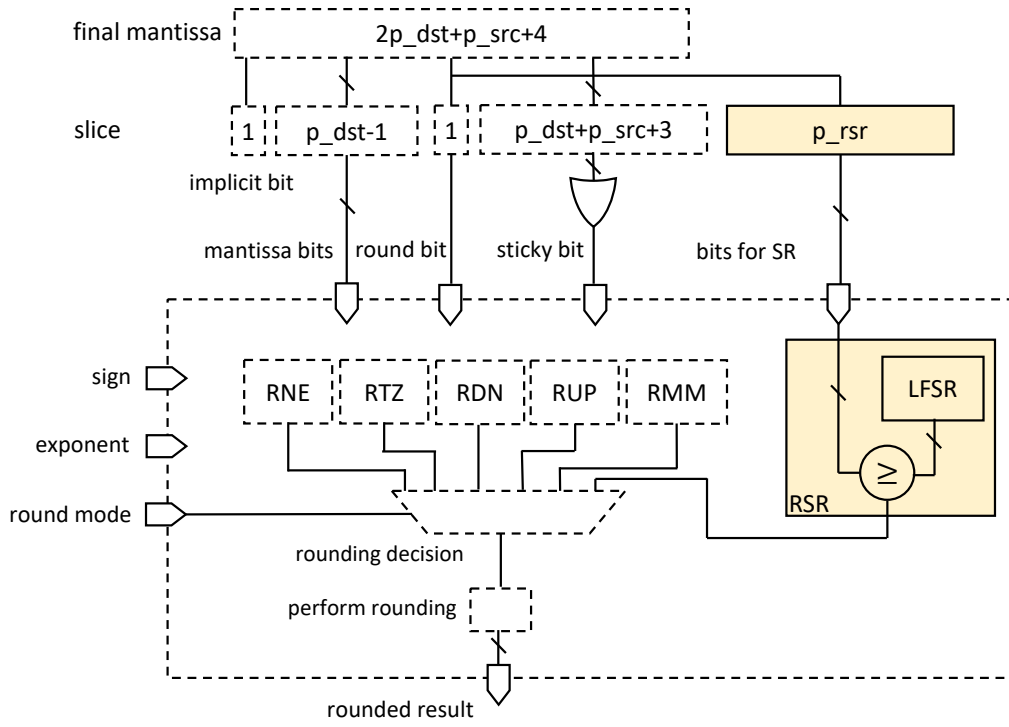 final mantissa
2p_dst+p_src+4
slice
1
p_dst-1
1
p_dst+p_src+3
p_rsr
implicit bit
mantissa bits
round bit
sticky bit
bits for SR
sign
exponent
round mode
RNE
RTZ
RDN
RUP
RMM
LFSR
≥
RSR
rounding decision
perform rounding
rounded result